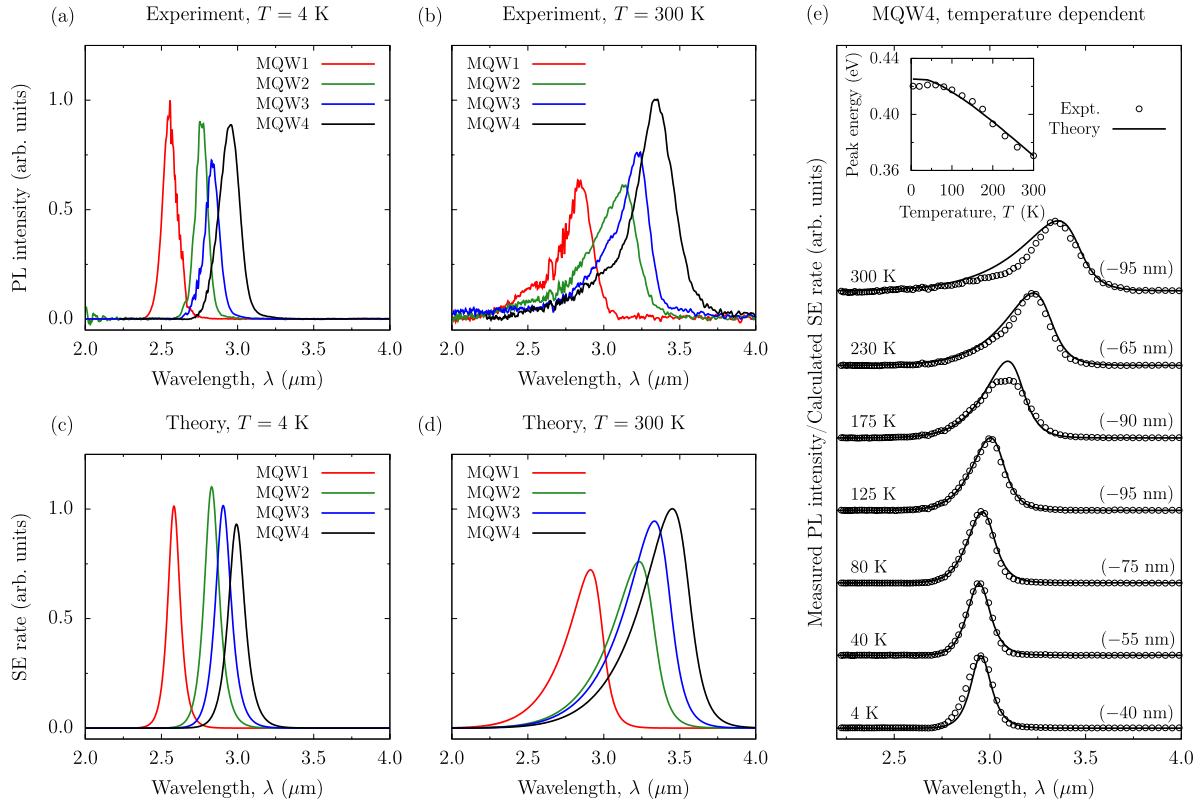 (a)
Experiment, T = 4 K
PL intensity (arb. units)
1.0
0.5
0.0
MQW1
MQW2
MQW3
MQW4
2.0 2.5 3.0 3.5 4.0
Wavelength, λ (μm)
(b)
Experiment, T = 300 K
MQW1
MQW2
MQW3
MQW4
2.0 2.5 3.0 3.5 4.0
Wavelength, λ (μm)
(c)
Theory, T = 4 K
SE rate (arb. units)
1.0
0.5
0.0
MQW1
MQW2
MQW3
MQW4
2.0 2.5 3.0 3.5 4.0
Wavelength, λ (μm)
(d)
Theory, T = 300 K
MQW1
MQW2
MQW3
MQW4
2.0 2.5 3.0 3.5 4.0
Wavelength, λ (μm)
(e)
MQW4, temperature dependent
Measured PL intensity/Calculated SE rate (arb. units)
Peak energy (eV)
0.44
0.40
0.36
0 100 200 300
Temperature, T (K)
Expt.
Theory
300 K (−95 nm)
230 K (−65 nm)
175 K (−90 nm)
125 K (−95 nm)
80 K (−75 nm)
40 K (−55 nm)
4 K (−40 nm)
2.5 3.0 3.5 4.0
Wavelength, λ (μm)